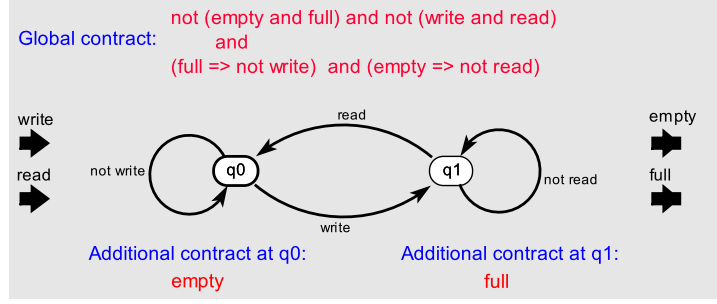 not (empty and full) and not (write and read)
Global contract:
and
(full => not write) and (empty => not read)
write
read
empty
read
full
not write
q0
q1
not read
write
Additional contract at q0:
Additional contract at q1:
empty
full